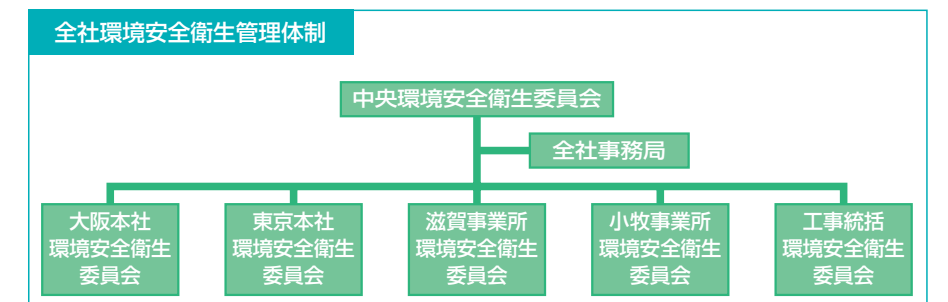 全社環境安全衛生管理体制
中央環境安全衛生委員会
全社事務局
大阪本社
環境安全衛生
委員会
東京本社
環境安全衛生
委員会
滋賀事業所
環境安全衛生
委員会
小牧事業所
環境安全衛生
委員会
工事統括
環境安全衛生
委員会